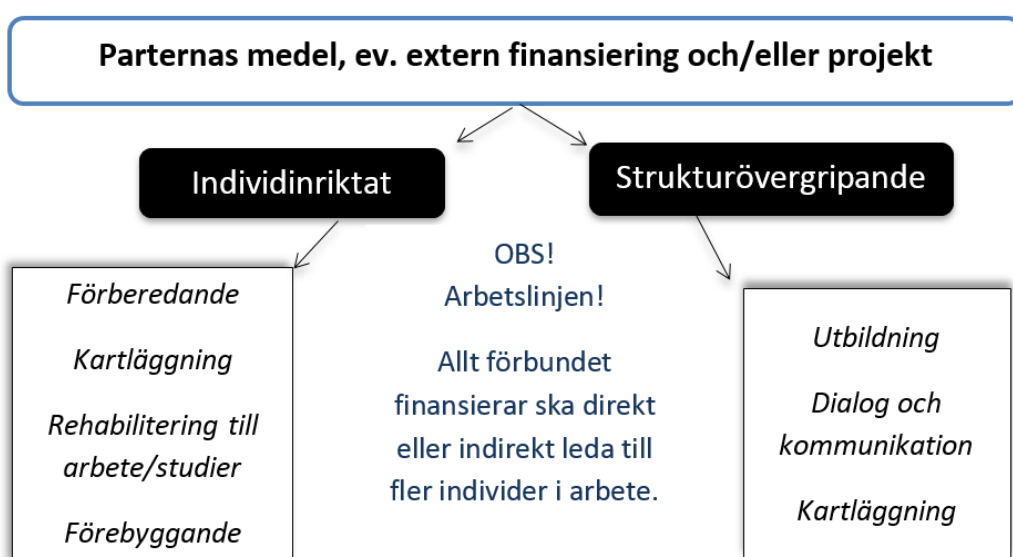 Parternas medel, ev. extern finansiering och/eller projekt
Individinriktat
Strukturövergripande
Förberedande
Kartläggning
Rehabilitering till
arbete/studier
Förebyggande
OBS!
Arbetslinjen!
Allt förbundet
finansierar ska direkt
eller indirekt leda till
fler individer i arbete.
Utbildning
Dialog och
kommunikation
Kartläggning